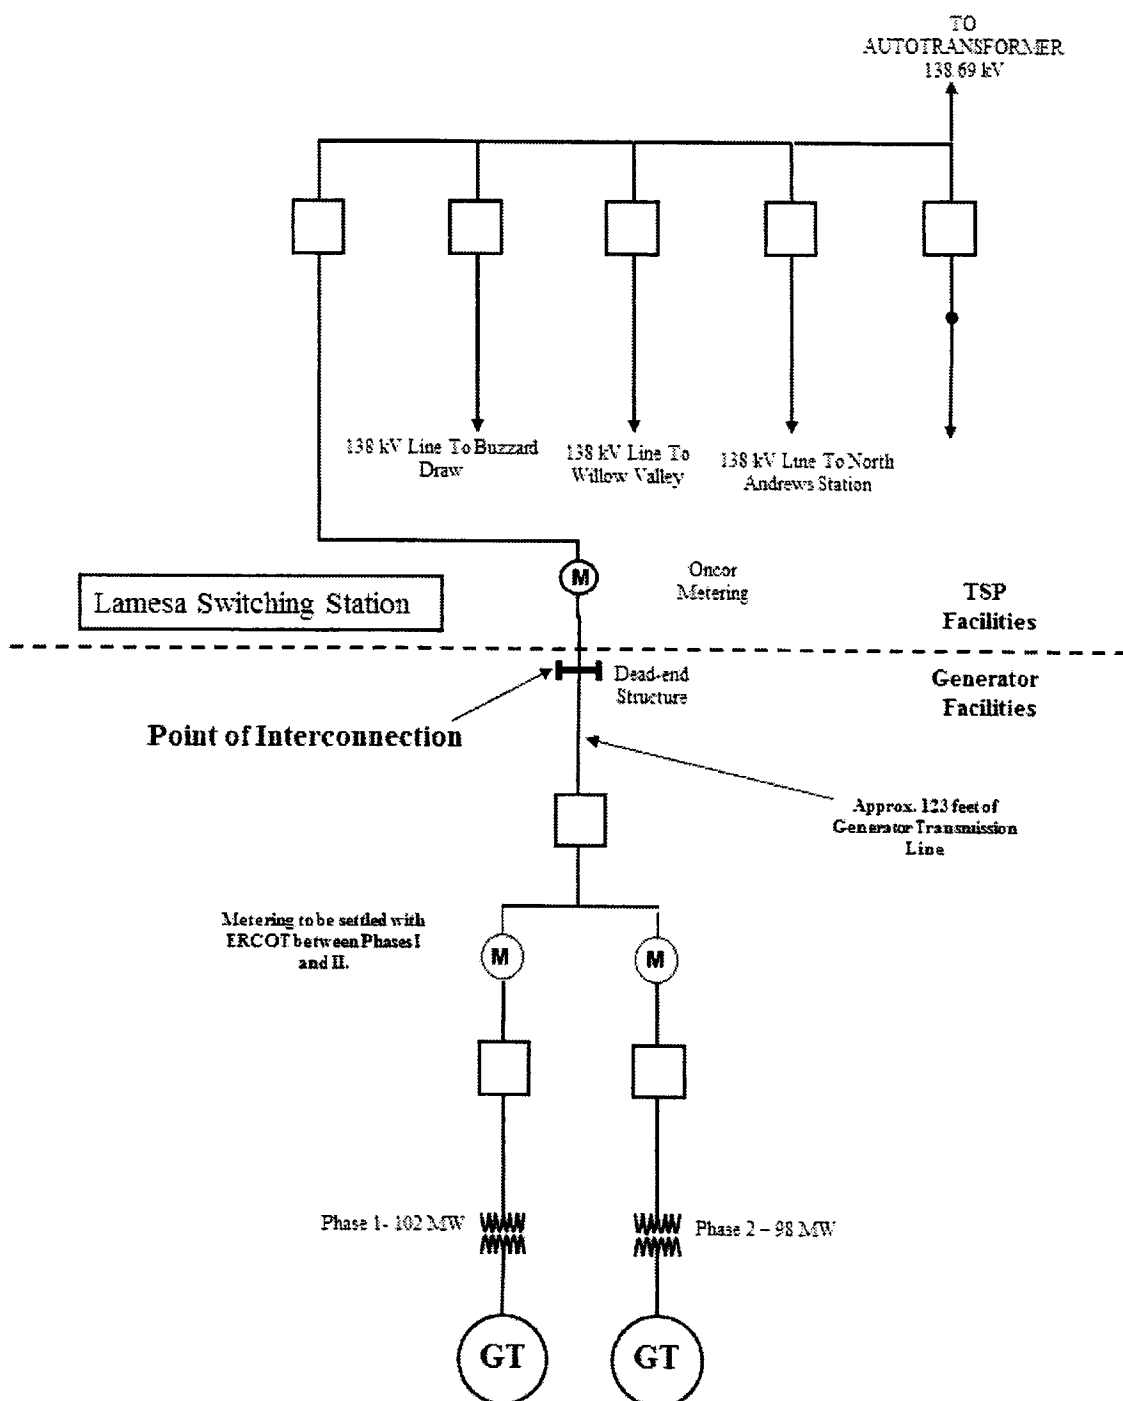 TO
AUTOTRANSFORMER
138.69 kV
138 kV Line To Buzzard
Draw
138 kV Line To
Willow Valley
138 kV Line To North
Andrews Station
M
Oncor
Metering
Lamesa Switching Station
TSP
Facilities
Dead-end
Structure
Generator
Facilities
Point of Interconnection
Approx. 123 feet of
Generator Transmission
Line
Metering to be settled with
ERCOT between Phases I
and II.
M
M
Phase 1- 102 MW
Phase 2 – 98 MW
GT
GT